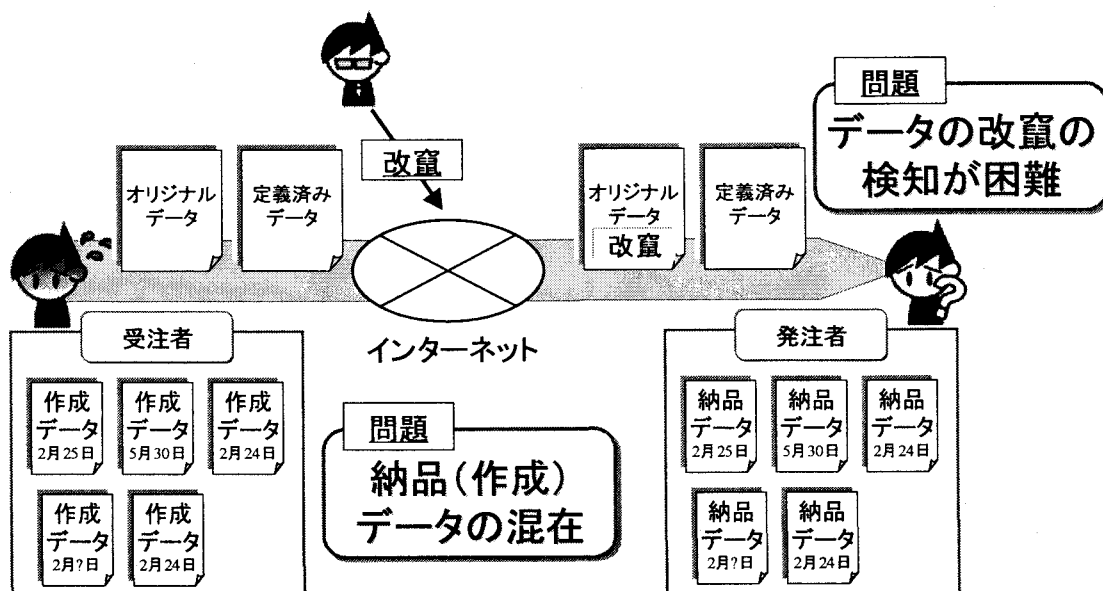 問題
データの改竄の
検知が困難
改竄
オリジナル
データ
定義済み
データ
オリジナル
データ
改竄
定義済み
データ
インターネット
受注者
作成
データ
2月25日
作成
データ
5月30日
作成
データ
2月24日
作成
データ
2月?日
作成
データ
2月24日
問題
納品(作成)
データの混在
発注者
納品
データ
2月25日
納品
データ
5月30日
納品
データ
2月24日
納品
データ
2月?日
納品
データ
2月24日